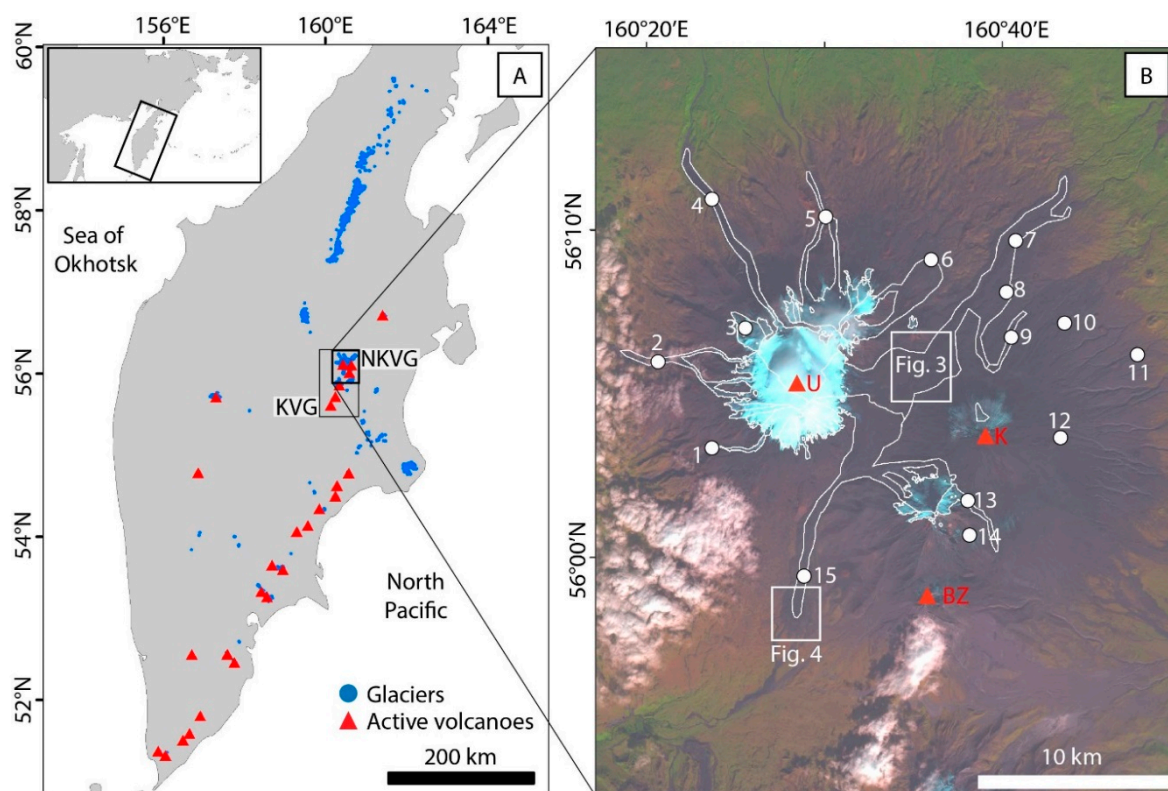 156°E
160°E
164°E
60°N
58°N
56°N
54°N
52°N
A
Sea of
Okhotsk
NKVG
KVG
North
Pacific
Glaciers
Active volcanoes
200 km
160°20'E
160°40'E
56°10'N
56°00'N
B
4
5
6
7
8
3
9
10
2
Fig. 3
11
U
K
12
1
13
14
15
BZ
Fig. 4
10 km